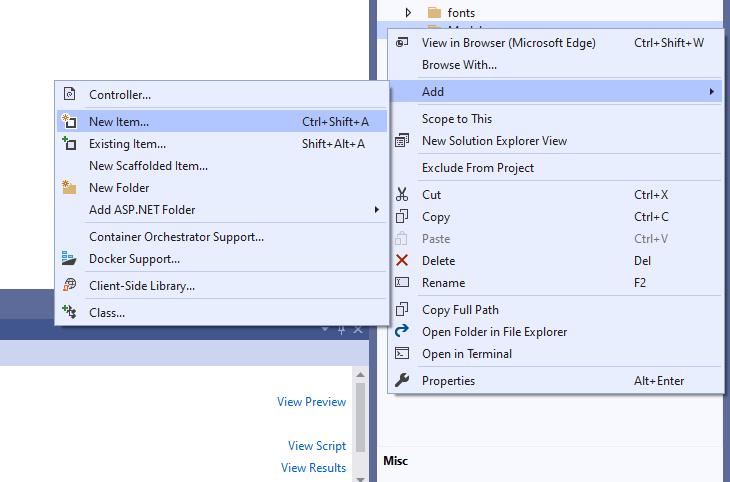 fonts
View in Browser (Microsoft Edge) Ctrl+Shift+W
Browse With...
Add
Scope to This
New Solution Explorer View
Exclude From Project
Cut Ctrl+X
Copy Ctrl+C
Paste Ctrl+V
Delete Del
Rename F2
Copy Full Path
Open Folder in File Explorer
Open in Terminal
Properties Alt+Enter
Controller...
New Item... Ctrl+Shift+A
Existing Item... Shift+Alt+A
New Scaffolded Item...
New Folder
Add ASP.NET Folder
Container Orchestrator Support...
Docker Support...
Client-Side Library...
Class...
View Preview
View Script
View Results
Misc